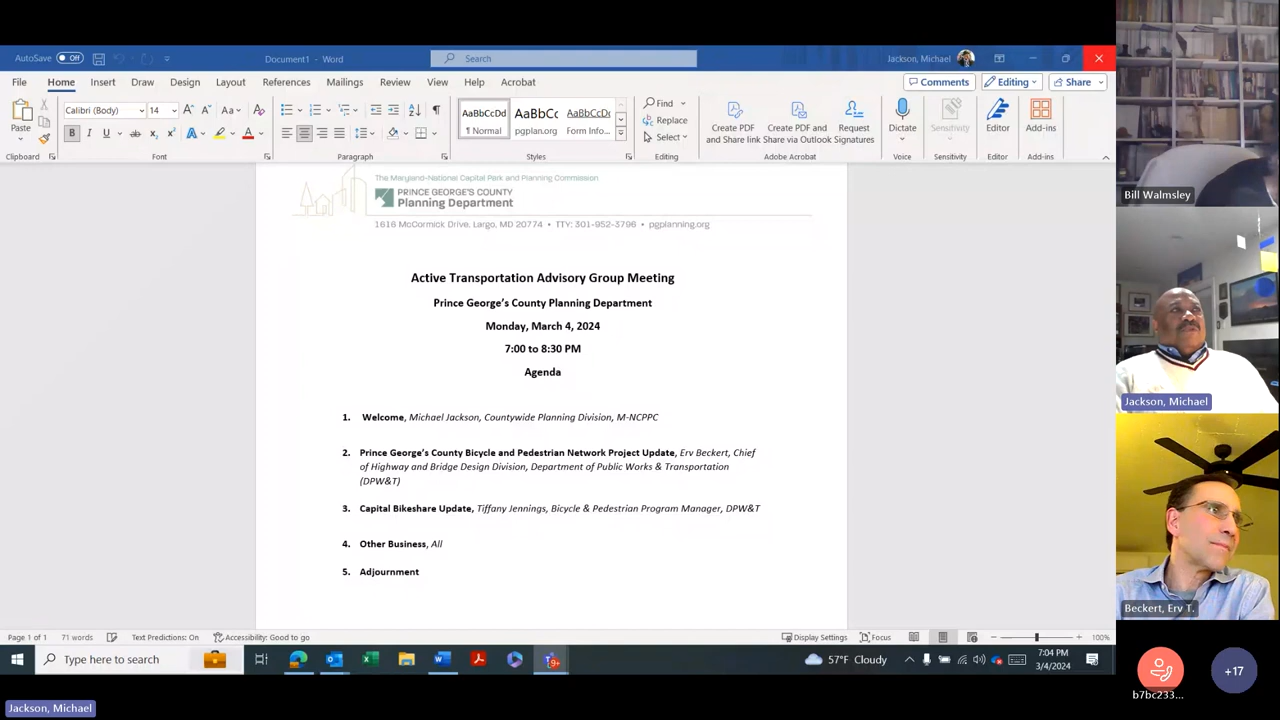 AutoSave Off Document1 - Word Search Jackson, Michael
File Home Insert Draw Design Layout References Mailings Review View Help Acrobat Comments Editing Share
Calibri (Body) 14 Aa AaBbCcDd AaBbCc AaBbCcDc Find
Paste B I U ab x₂ x² A Normal pgplan.org Form Info... Replace Select Create PDF and Share link Create PDF and Share via Outlook Request Signatures Dictate Sensitivity Editor Add-ins
Clipboard Font Paragraph Styles Editing Adobe Acrobat Voice Sensitivity Editor Add-ins
The Maryland-National Capital Park and Planning Commission
PRINCE GEORGE'S COUNTY
Planning Department
1616 McCormick Drive, Largo, MD 20774 • TTY: 301-952-3796 • pgplanning.org
Active Transportation Advisory Group Meeting
Prince George's County Planning Department
Monday, March 4, 2024
7:00 to 8:30 PM
Agenda
1. Welcome, Michael Jackson, Countywide Planning Division, M-NCPPC
2. Prince George's County Bicycle and Pedestrian Network Project Update, Erv Beckert, Chief
of Highway and Bridge Design Division, Department of Public Works & Transportation
(DPW&T)
3. Capital Bikeshare Update, Tiffany Jennings, Bicycle & Pedestrian Program Manager, DPW&T
4. Other Business, All
5. Adjournment
Page 1 of 1 71 words Text Predictions: On Accessibility: Good to go Display Settings Focus 100%
Type here to search 57°F Cloudy 7:04 PM
3/4/2024
Bill Walmsley
Jackson, Michael
Beckert, Erv T.
b7bc233...
+17
Jackson, Michael